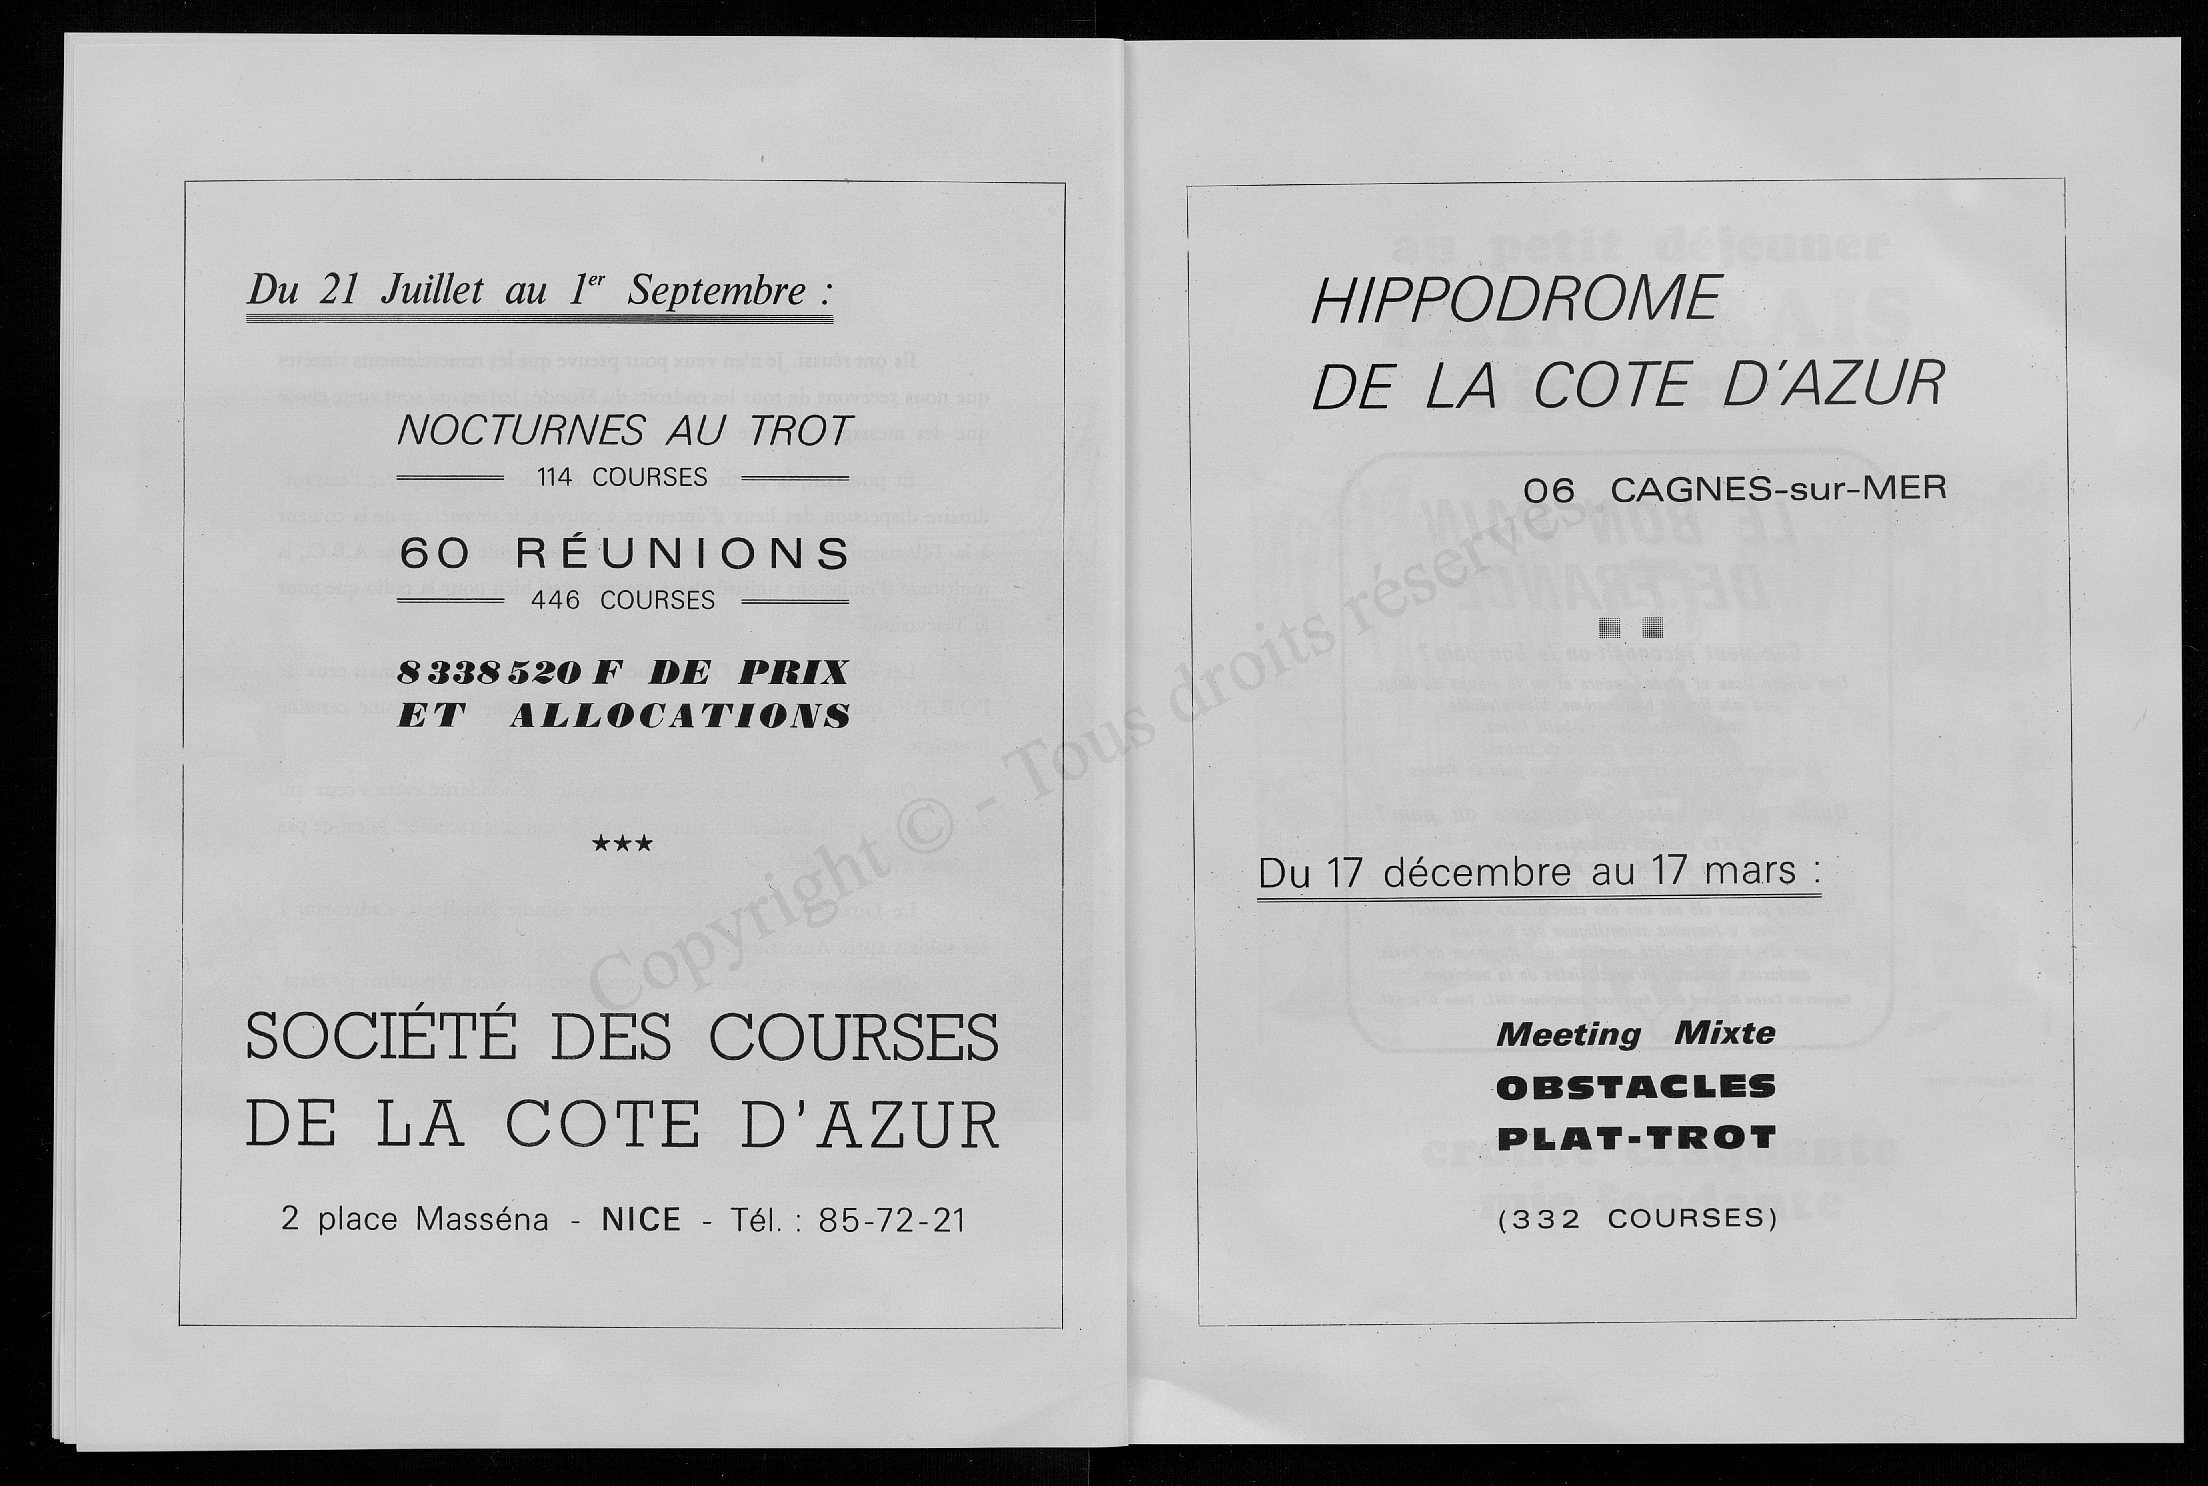 Du 21 Juillet au 1er Septembre :
NOCTURNES AU TROT
114 COURSES
60 RÉUNIONS
446 COURSES
8 338 520 F DE PRIX
ET ALLOCATIONS
★★★
SOCIÉTÉ DES COURSES
DE LA COTE D'AZUR
2 place Masséna - NICE - Tél. : 85-72-21
HIPPODROME
DE LA COTE D'AZUR
06 CAGNES-sur-MER
Du 17 décembre au 17 mars :
Meeting Mixte
OBSTACLES
PLAT-TROT
(332 COURSES)
Copyright © - Tous droits réservés.